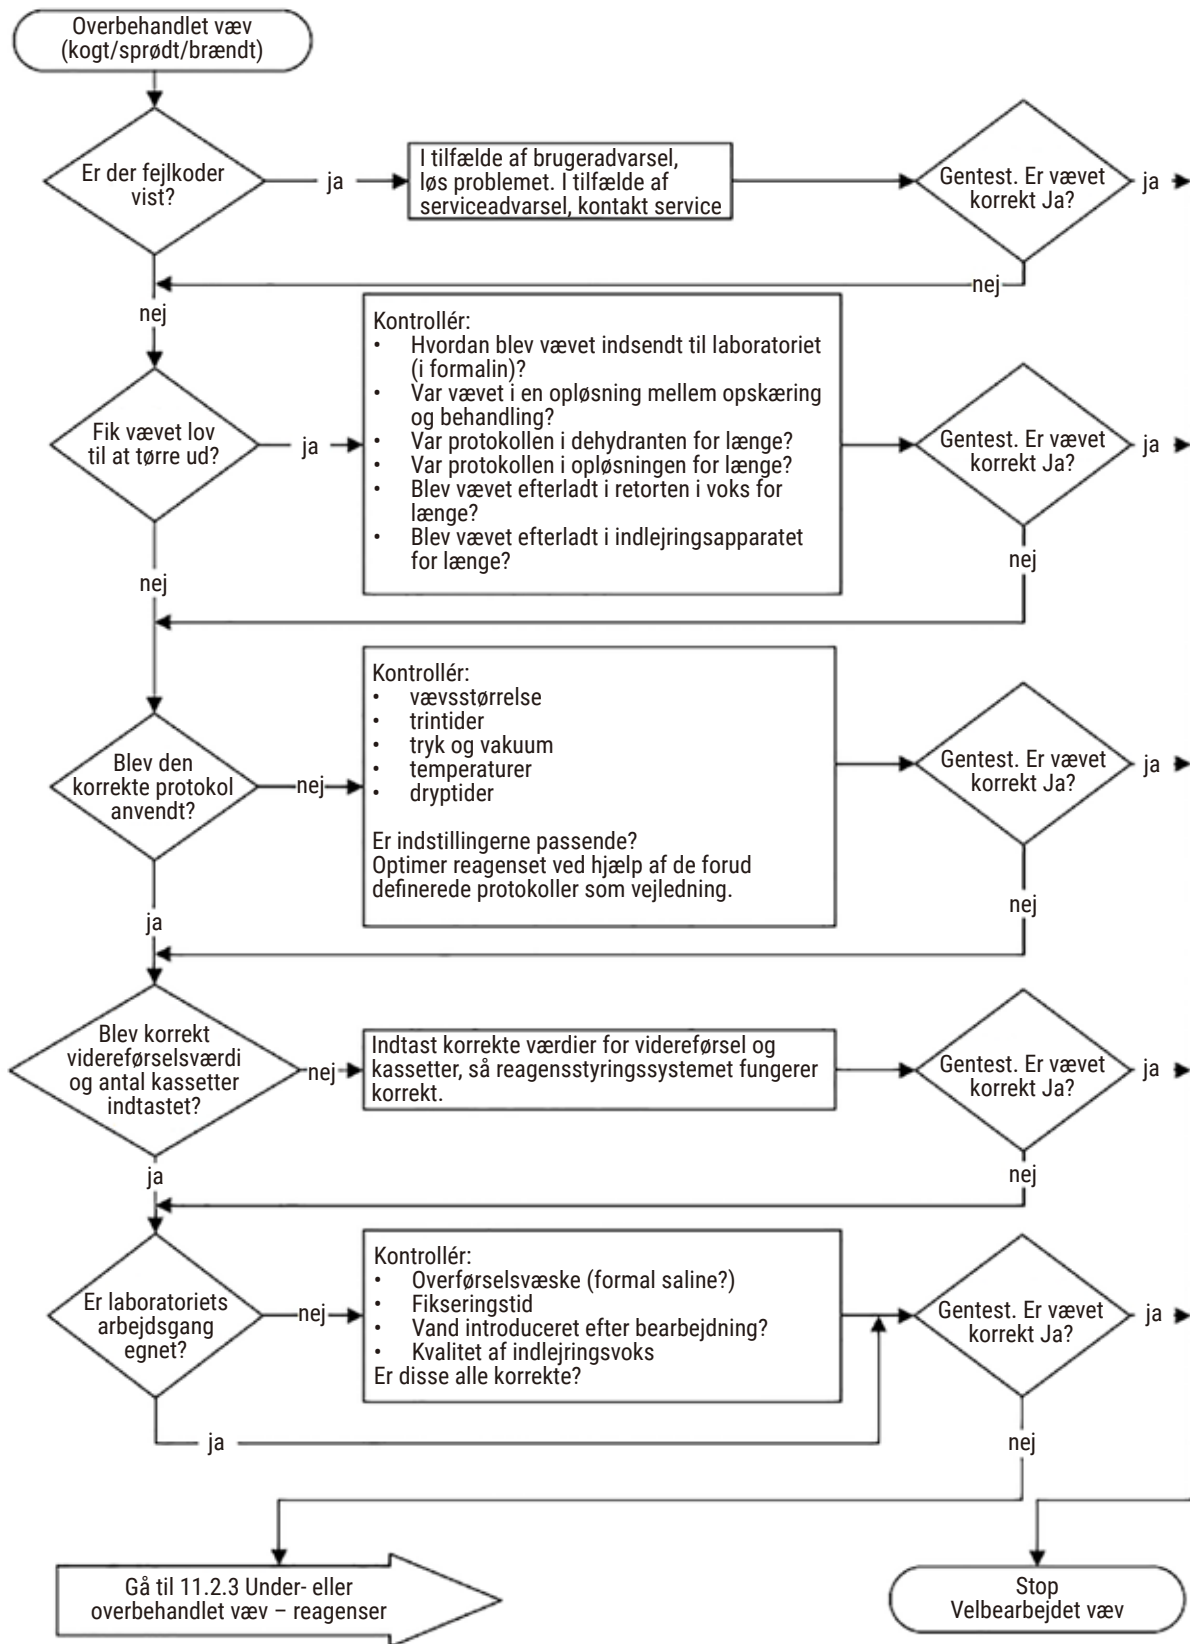 Overbehandlet væv
(kogt/sprødt/brændt)
Er der fejlkoder
vist?
ja
I tilfælde af brugeradvarsel,
løs problemet. I tilfælde af
serviceadvarsel, kontakt service
Gentest. Er vævet
korrekt Ja?
ja
nej
nej
Fik vævet lov
til at tørre ud?
ja
Kontrollér:
• Hvordan blev vævet indsendt til laboratoriet
(i formalin)?
• Var vævet i en opløsning mellem opskæring
og behandling?
• Var protokollen i dehydranten for længe?
• Var protokollen i opløsningen for længe?
• Blev vævet efterladt i retorten i voks for
længe?
• Blev vævet efterladt i indlejringsapparatet
for længe?
Gentest. Er vævet
korrekt Ja?
ja
nej
nej
Blev den
korrekte protokol
anvendt?
nej
Kontrollér:
• vævsstørrelse
• trintider
• tryk og vakuum
• temperaturer
• dryptider
Er indstillingerne passende?
Optimer reagenset ved hjælp af de forud
definerede protokoller som vejledning.
Gentest. Er vævet
korrekt Ja?
ja
nej
ja
Blev korrekt
videreførselsværdi
og antal kassetter
indtastet?
nej
Indtast korrekte værdier for videreførsel og
kassetter, så reagensstyringssystemet fungerer
korrekt.
Gentest. Er vævet
korrekt Ja?
ja
nej
ja
Er laboratoriets
arbejdsgang
egnet?
nej
Kontrollér:
• Overførselsvæske (formal saline?)
• Fikseringstid
• Vand introduceret efter bearbejdning?
• Kvalitet af indlejringsvoks
Er disse alle korrekte?
Gentest. Er vævet
korrekt Ja?
ja
ja
nej
Gå til 11.2.3 Under- eller
overbehandlet væv – reagenser
Stop
Velbearbejdet væv